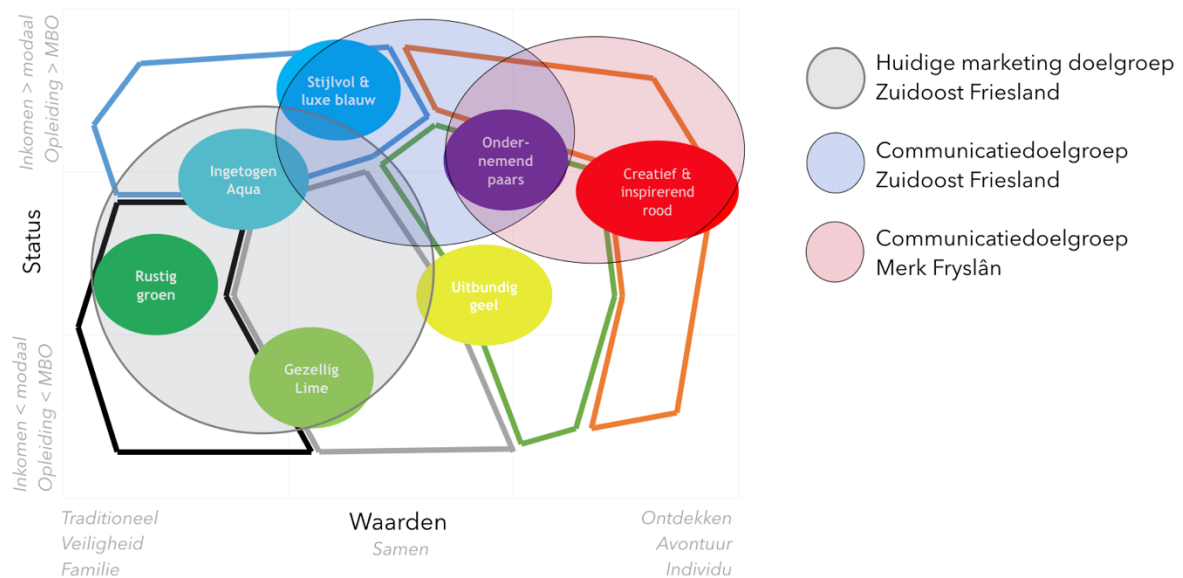 Inkomen > modaal
Opleiding > MBO
Status
Inkomen < modaal
Opleiding < MBO
Stijlvol &
luxe blauw
Onder-
nemend
paars
Ingetogen
Aqua
Creatief &
inspirerend
rood
Rustig
groen
Uitbundig
geel
Gezellig
Lime
Traditioneel
Veiligheid
Familie
Waarden
Samen
Ontdekken
Avontuur
Individu
Huidige marketing doelgroep
Zuidoost Friesland
Communicatiedoelgroep
Zuidoost Friesland
Communicatiedoelgroep
Merk Fryslân